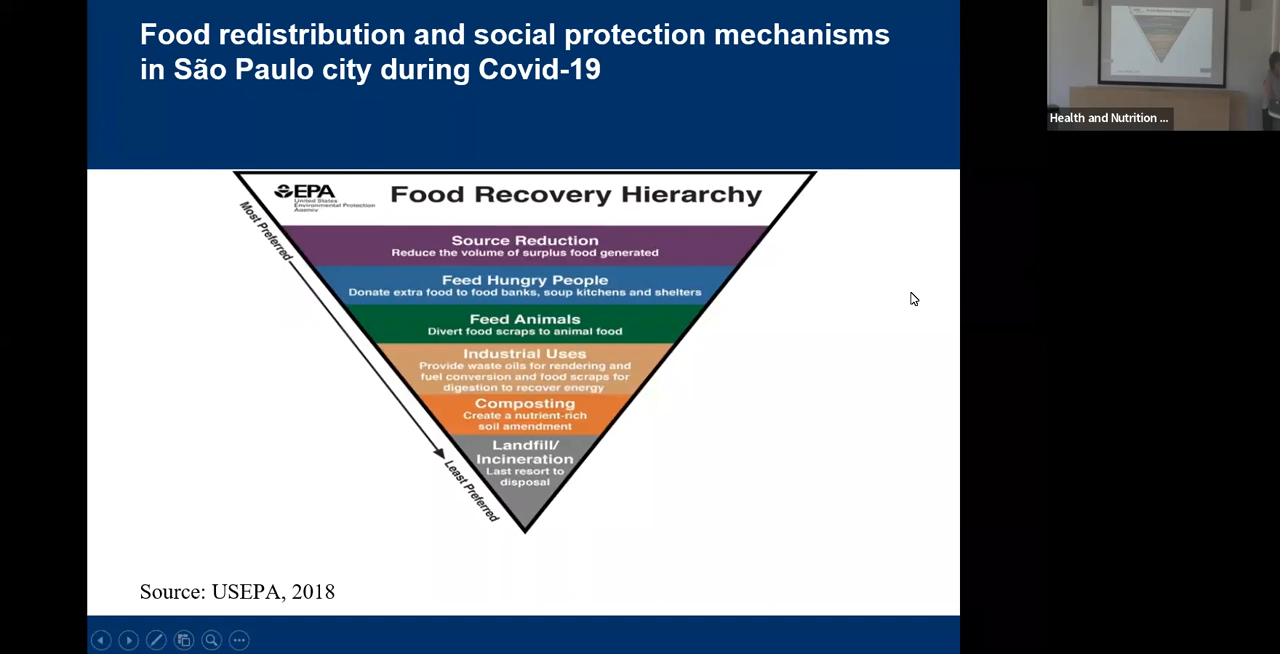 Food redistribution and social protection mechanisms
in São Paulo city during Covid-19
Health and Nutrition ...
EPA
United States
Environmental Protection
Agency
Food Recovery Hierarchy
Most Preferred
Source Reduction
Reduce the volume of surplus food generated
Feed Hungry People
Donate extra food to food banks, soup kitchens and shelters
Feed Animals
Divert food scraps to animal food
Industrial Uses
Provide waste oils for rendering and
fuel conversion and food scraps for
digestion to recover energy
Composting
Create a nutrient-rich
soil amendment
Landfill/
Incineration
Last resort to
disposal
Least Preferred
Source: USEPA, 2018